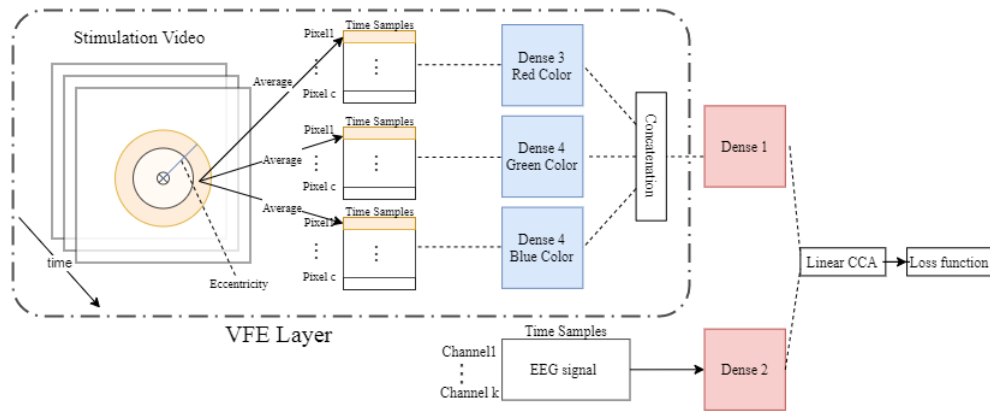 Stimulation Video
time
Eccentricity
VFE Layer
Average
Average
Average
Time Samples
Pixel1
Pixel c
Time Samples
Pixel1
Pixel c
Time Samples
Pixel1
Pixel c
Dense 3
Red Color
Dense 4
Green Color
Dense 4
Blue Color
Concatenation
Dense 1
Time Samples
Channel1
Channel k
EEG signal
Dense 2
Linear CCA
Loss function